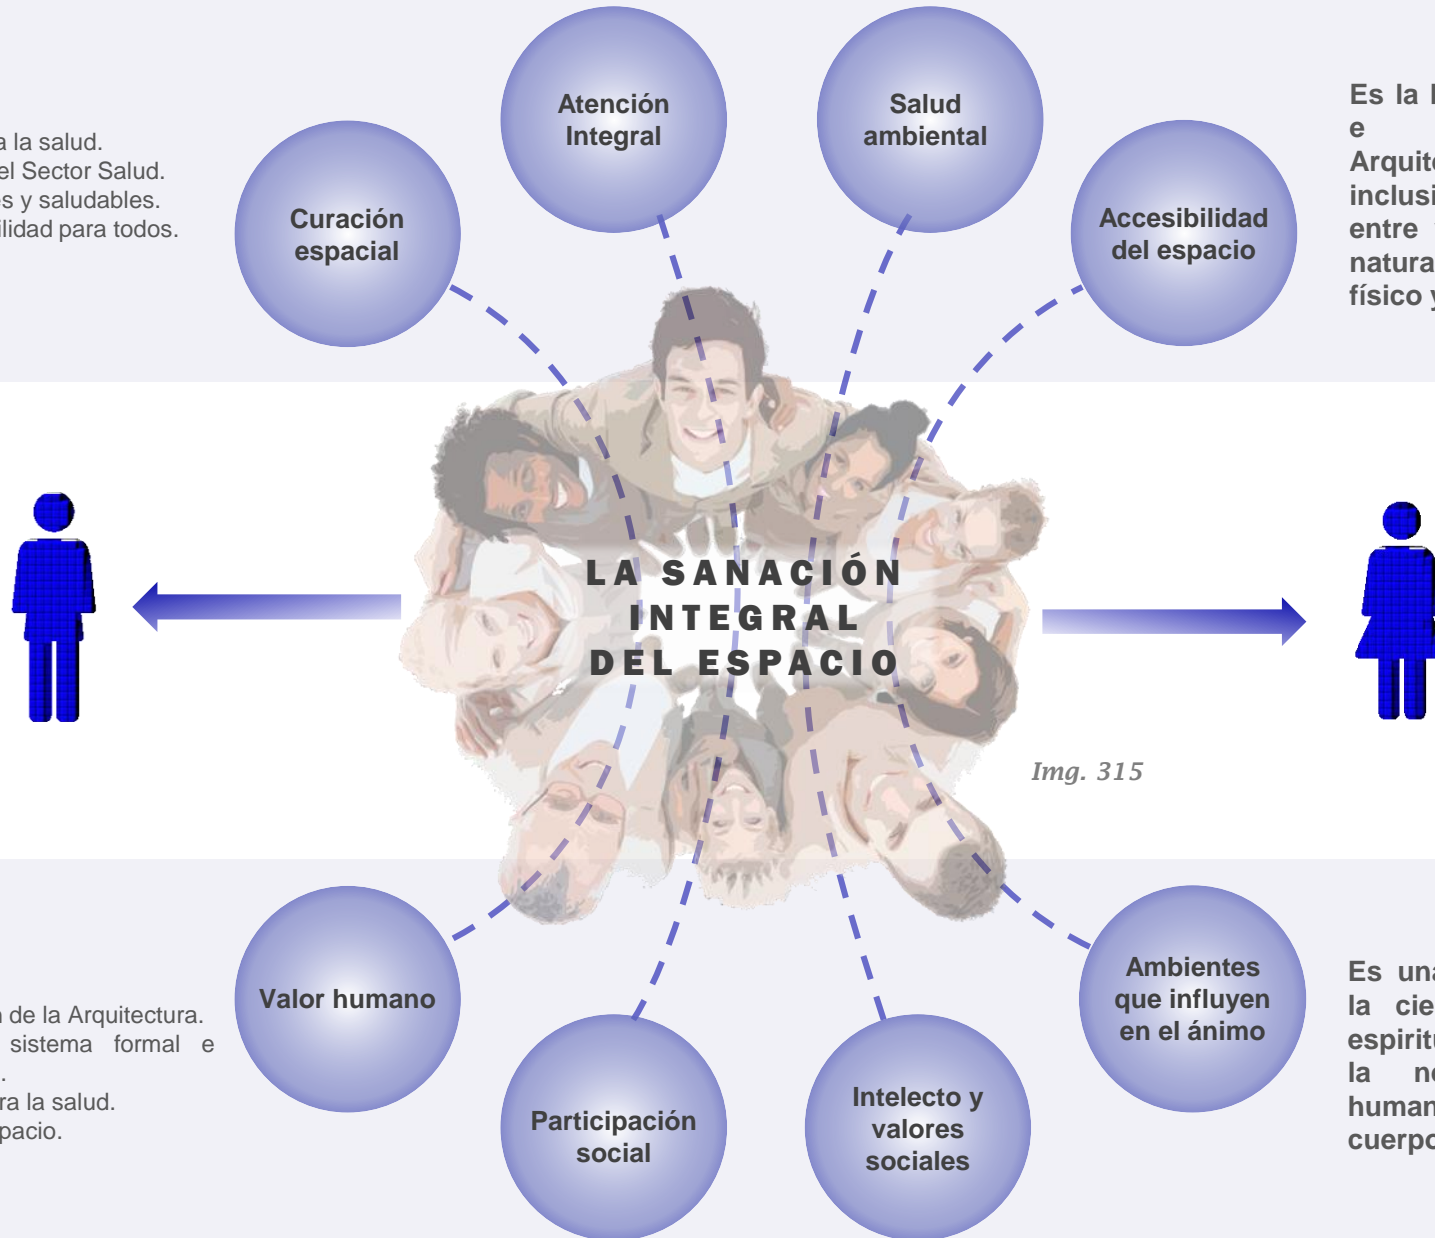 a la salud.
el Sector Salud.
es y saludables.
ilidad para todos.
Curación
espacial
Atención
Integral
Salud
ambiental
Accesibilidad
del espacio
Es la
e
Arquite
inclusi
entre
natura
físico y
LA SANACIÓN
INTEGRAL
DEL ESPACIO
Img. 315
de la Arquitectura.
sistema formal e
.
ra la salud.
pacio.
Valor humano
Participación
social
Intelecto y
valores
sociales
Ambientes
que influyen
en el ánimo
Es una
la cie
espiritu
la ne
human
cuerpo